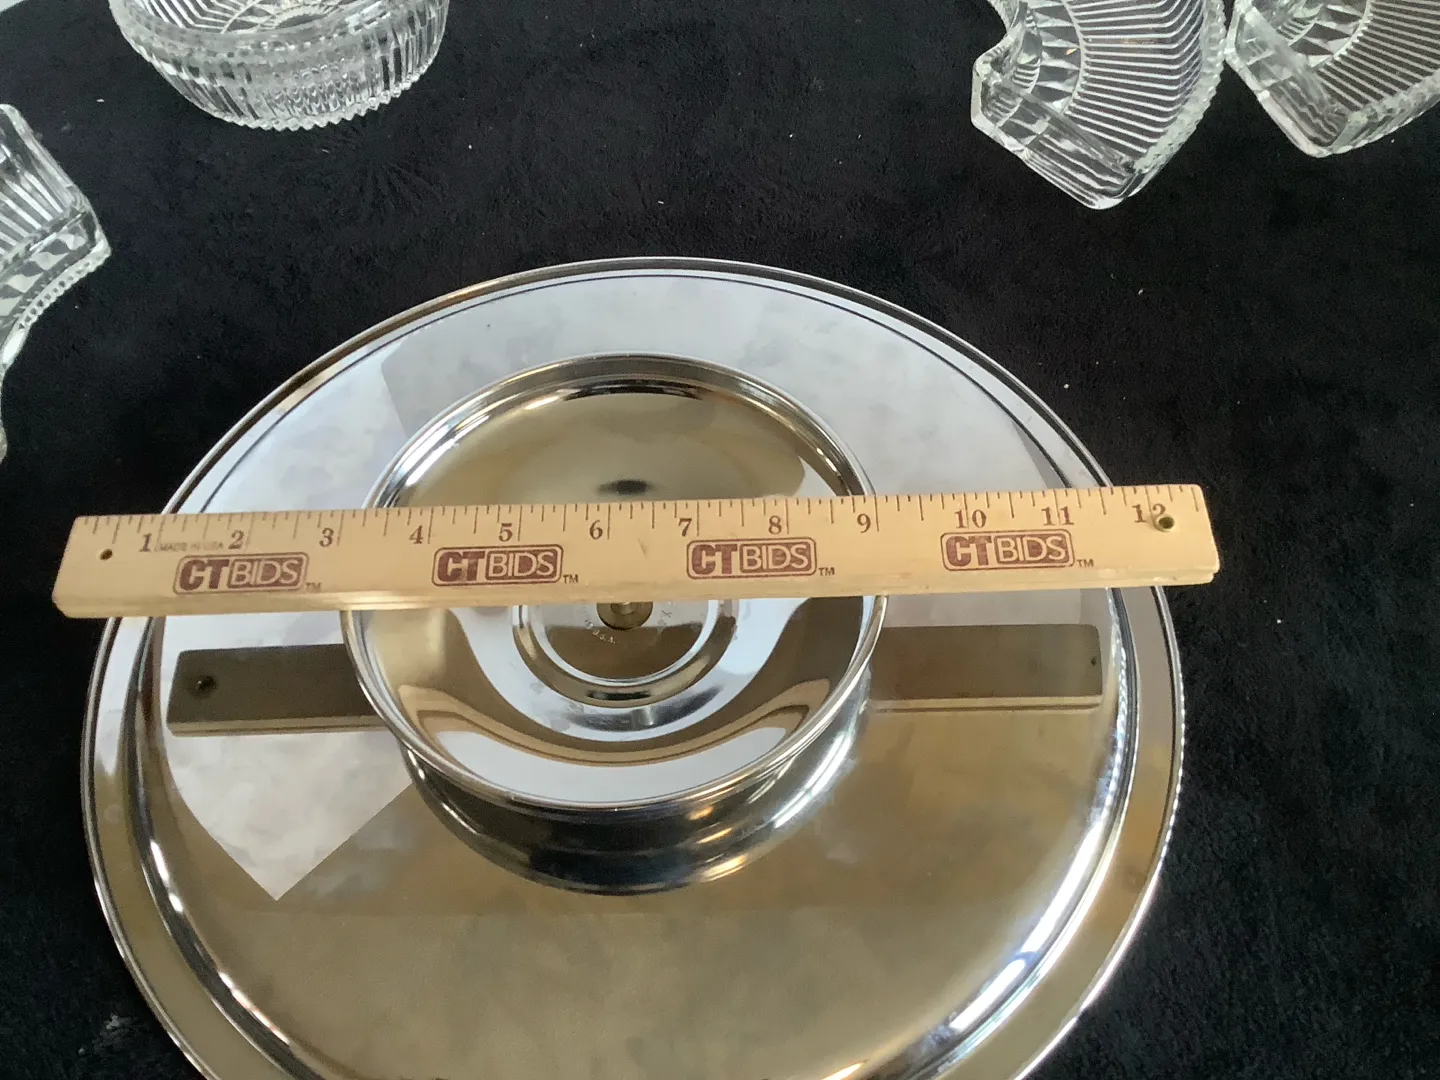 1 2 3 4 5 6 7 8 9 10 11 12
MADE IN USA
CTBIDS™ CTBIDS™ CTBIDS™ CTBIDS™